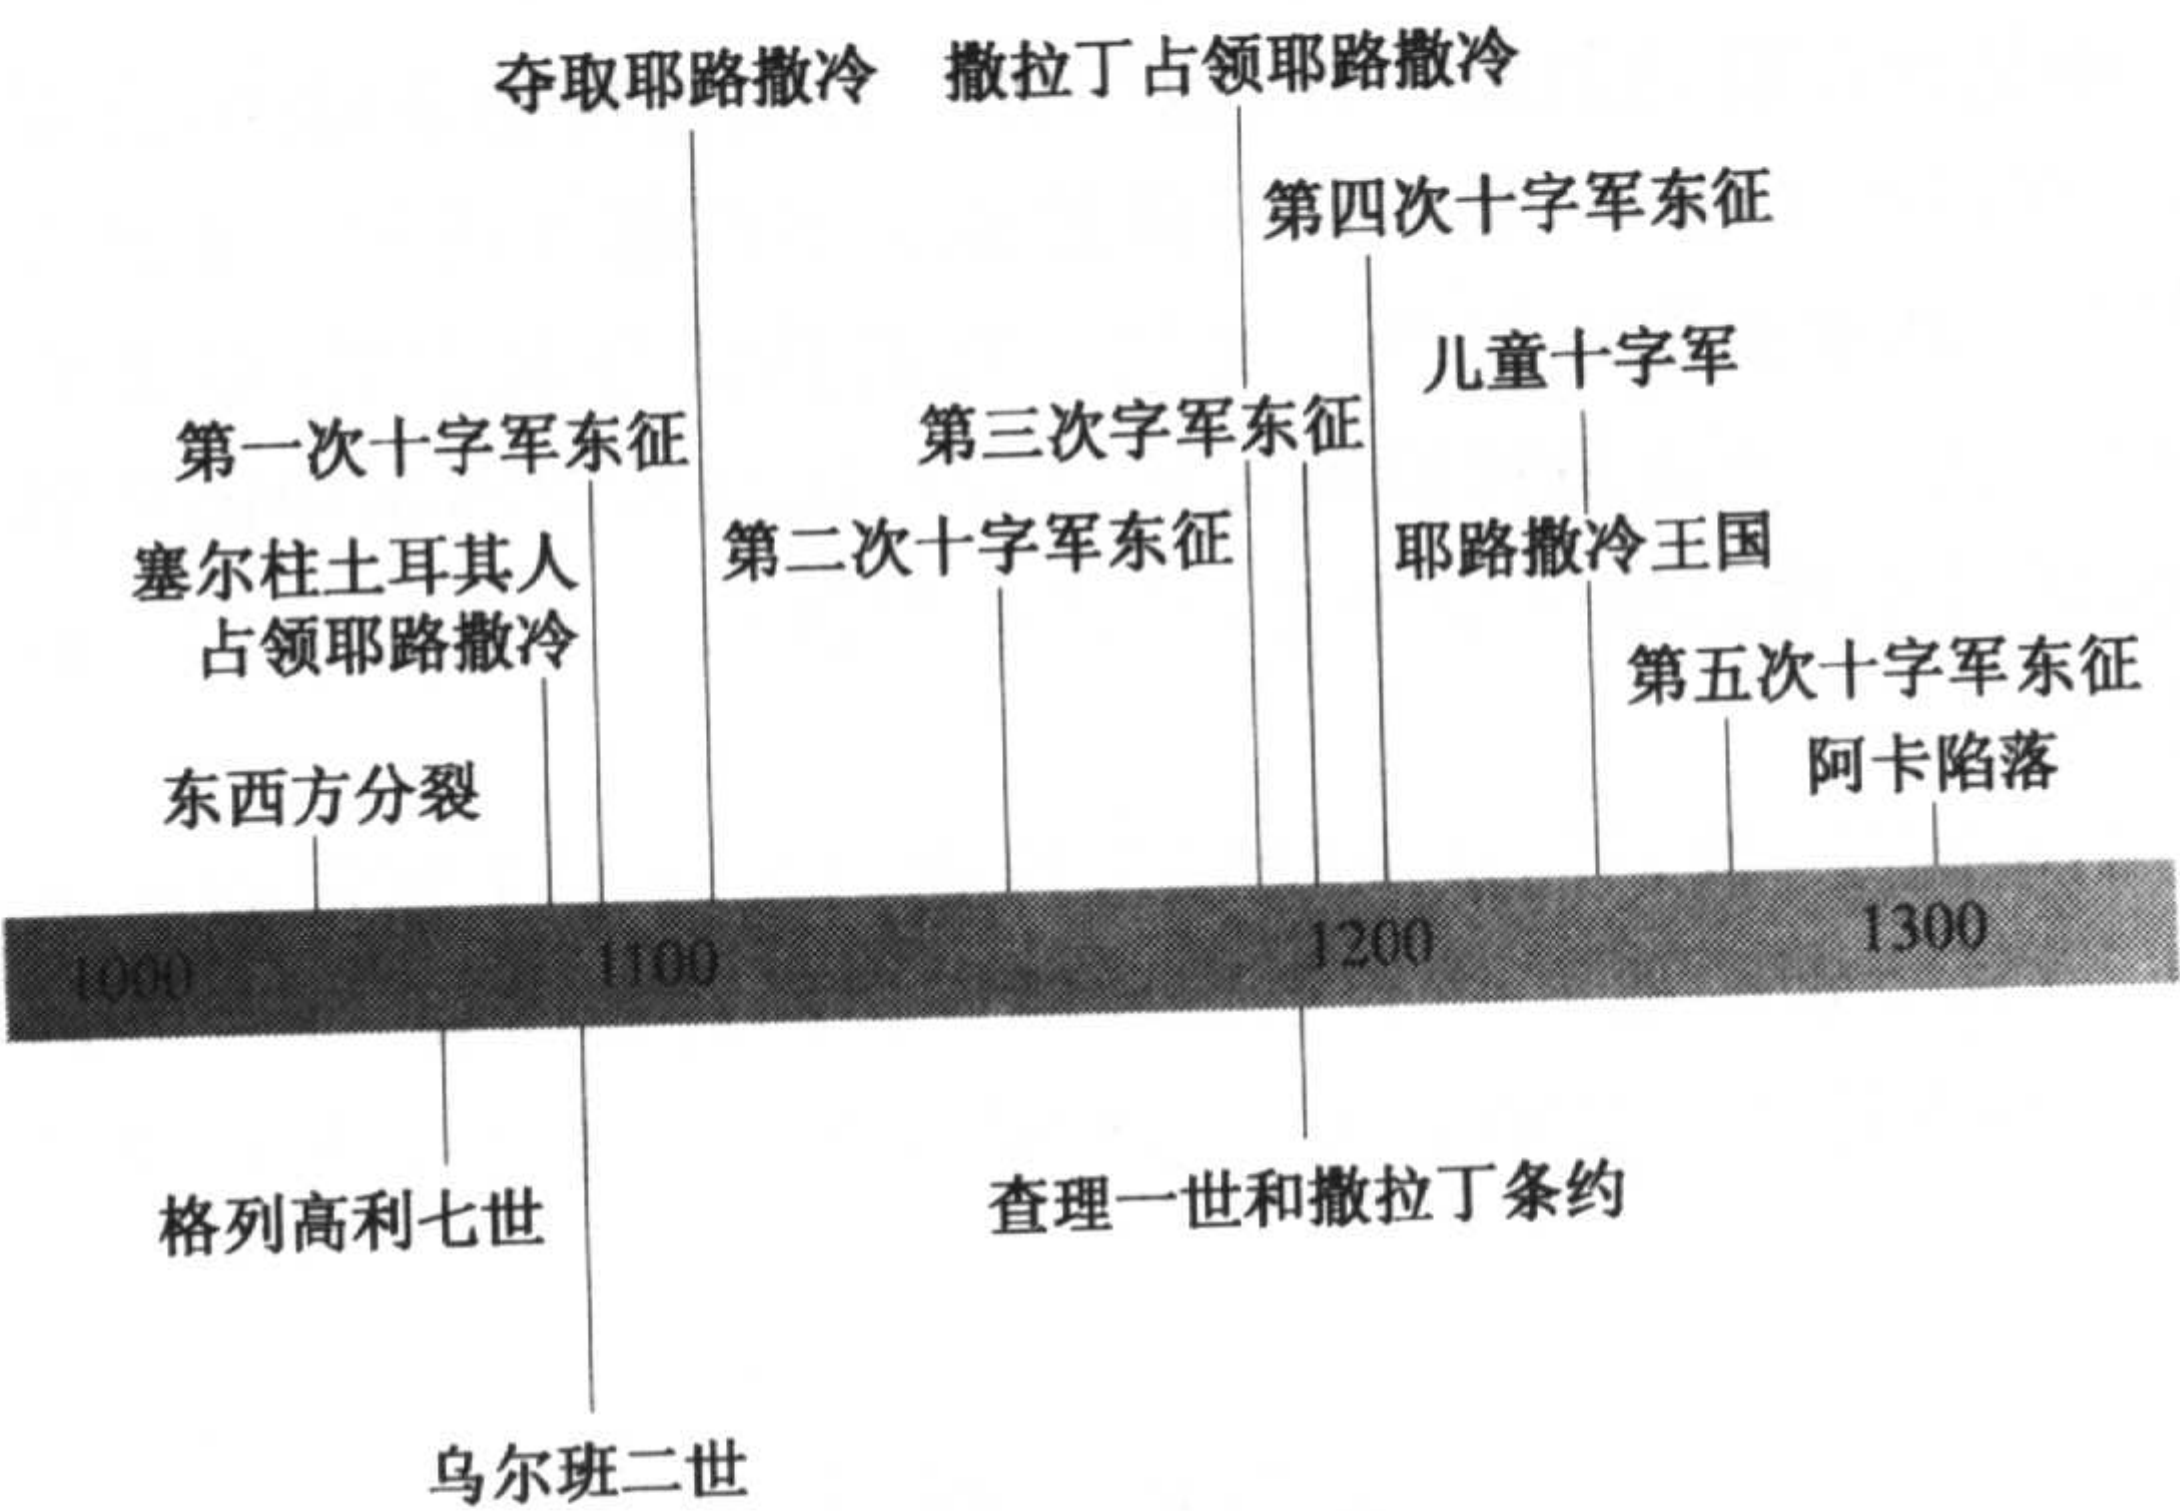 夺取耶路撒冷
撒拉丁占领耶路撒冷
第四次十字军东征
儿童十字军
第一次十字军东征
第三次字军东征
塞尔柱土耳其人
占领耶路撒冷
第二次十字军东征
耶路撒冷王国
第五次十字军东征
东西方分裂
阿卡陷落
1000
1100
1200
1300
格列高利七世
查理一世和撒拉丁条约
乌尔班二世